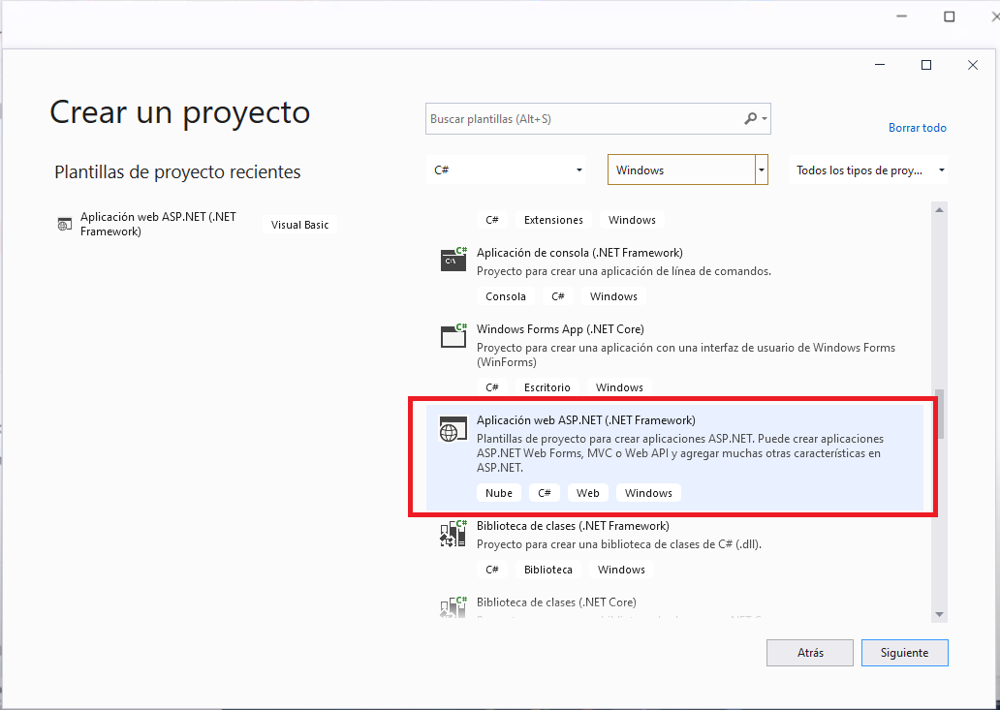 Crear un proyecto
Buscar plantillas (Alt+S)
Borrar todo
Plantillas de proyecto recientes
C#
Windows
Todos los tipos de proy...
Aplicación web ASP.NET (.NET
Framework)
Visual Basic
C# Extensiones Windows
Aplicación de consola (.NET Framework)
Proyecto para crear una aplicación de línea de comandos.
Consola C# Windows
Windows Forms App (.NET Core)
Proyecto para crear una aplicación con una interfaz de usuario de Windows Forms
(WinForms)
C# Escritorio Windows
Aplicación web ASP.NET (.NET Framework)
Plantillas de proyecto para crear aplicaciones ASP.NET. Puede crear aplicaciones
ASP.NET Web Forms, MVC o Web API y agregar muchas otras características en
ASP.NET.
Nube C# Web Windows
Biblioteca de clases (.NET Framework)
Proyecto para crear una biblioteca de clases de C# (.dll).
C# Biblioteca Windows
Biblioteca de clases (.NET Core)
Atrás
Siguiente